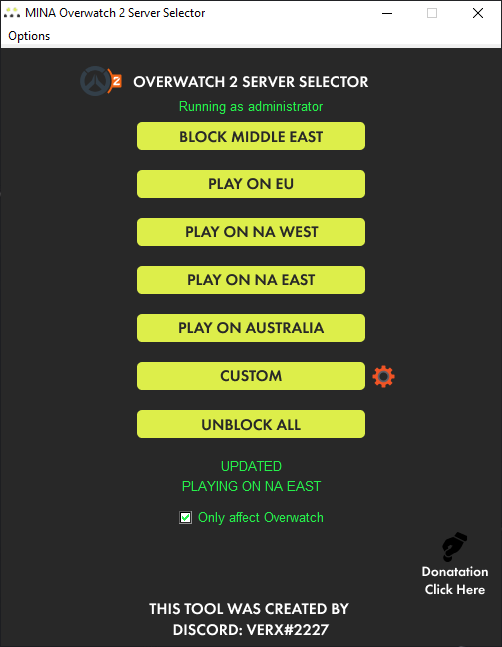 MINA Overwatch 2 Server Selector
Options
2 OVERWATCH 2 SERVER SELECTOR
Running as administrator
BLOCK MIDDLE EAST
PLAY ON EU
PLAY ON NA WEST
PLAY ON NA EAST
PLAY ON AUSTRALIA
CUSTOM
UNBLOCK ALL
UPDATED
PLAYING ON NA EAST
Only affect Overwatch
Donatation
Click Here
THIS TOOL WAS CREATED BY
DISCORD: VERX#2227